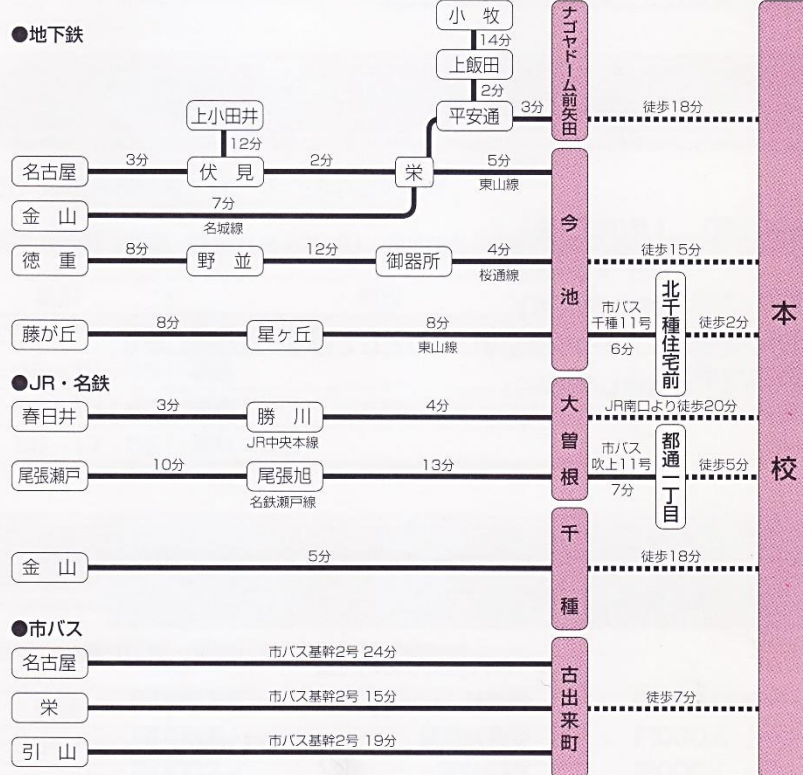 ●地下鉄
小牧
14分
上飯田
2分
平安通
3分
ナゴヤドーム前矢田
徒歩18分
上小田井
12分
名古屋
3分
伏見
2分
栄
5分
東山線
金山
7分
名城線
今池
徳重
8分
野並
12分
御器所
4分
桜通線
徒歩15分
藤が丘
8分
星ヶ丘
8分
東山線
市バス
千種11号
6分
北千種住宅前
徒歩2分
●JR・名鉄
春日井
3分
勝川
JR中央本線
4分
大曽根
JR南口より徒歩20分
尾張瀬戸
10分
尾張旭
名鉄瀬戸線
13分
市バス
吹上11号
7分
都通一丁目
徒歩5分
金山
5分
千種
徒歩18分
●市バス
名古屋
市バス基幹2号 24分
栄
市バス基幹2号 15分
引山
市バス基幹2号 19分
古出来町
徒歩7分
本校